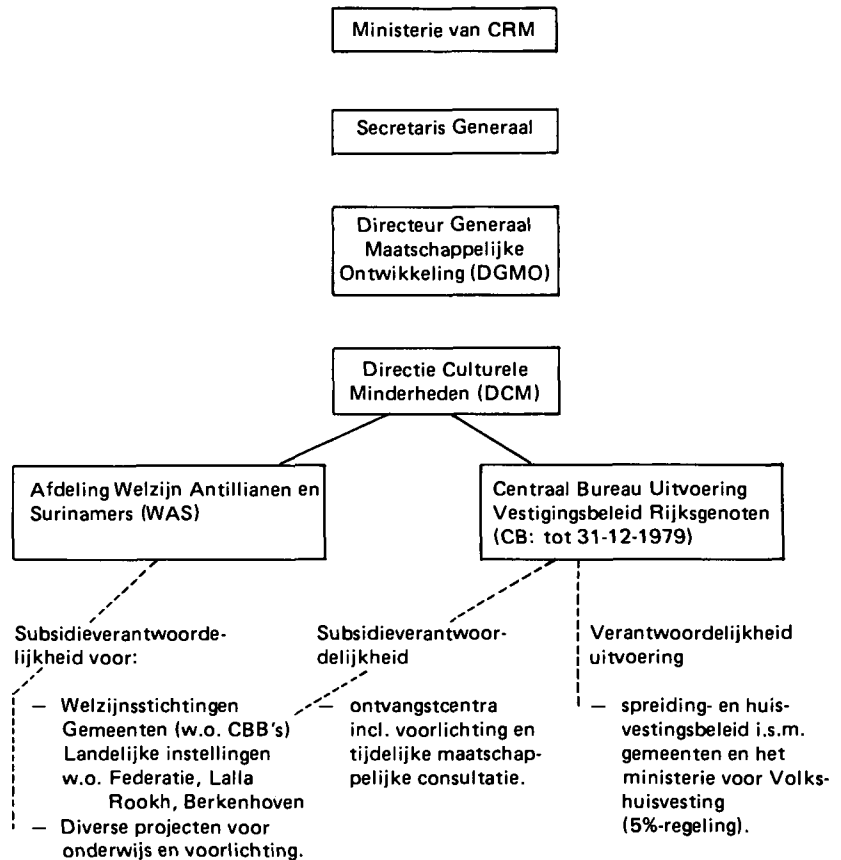 Ministerie van CRM
Secretaris Generaal
Directeur Generaal
Maatschappelijke
Ontwikkeling (DGMO)
Directie Culturele
Minderheden (DCM)
Afdeling Welzijn Antillianen en
Surinamers (WAS)
Centraal Bureau Uitvoering
Vestigingsbeleid Rijksgenoten
(CB: tot 31-12-1979)
Subsidieverantwoorde-
lijkheid voor:
— Welzijnsstichtingen
Gemeenten (w.o. CBB's)
Landelijke instellingen
w.o. Federatie, Lalla
Rookh, Berkenhoven
— Diverse projecten voor
onderwijs en voorlichting.
Subsidieverantwoor-
delijkheid
— ontvangstcentra
incl. voorlichting en
tijdelijke maatschap-
pelijke consultatie.
Verantwoordelijkheid
uitvoering
— spreiding- en huis-
vestingsbeleid i.s.m.
gemeenten en het
ministerie voor Volks-
huisvesting
(5%-regeling).